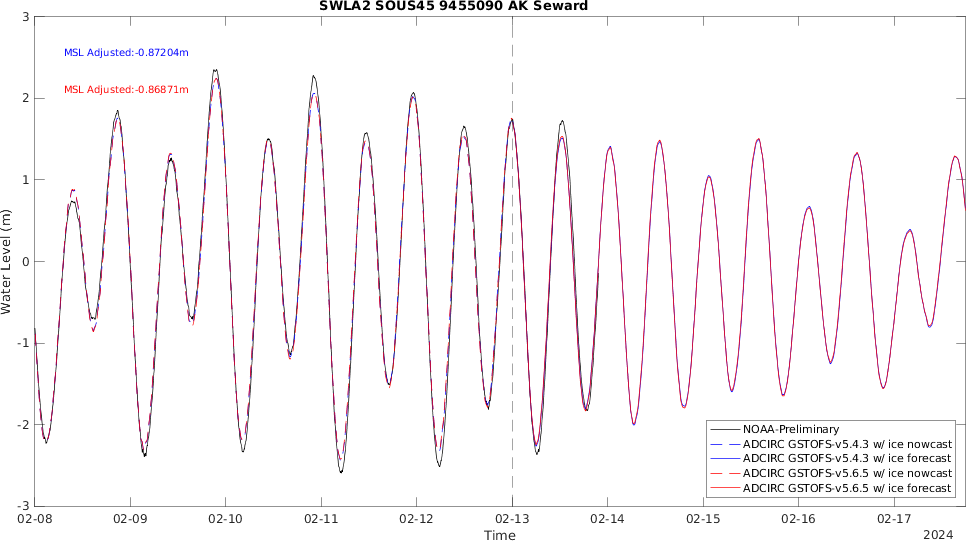 SWLA2 SOUS45 9455090 AK Seward
3
2
1
0
-1
-2
-3
Water Level (m)
MSL Adjusted:-0.87204m
MSL Adjusted:-0.86871m
NOAA-Preliminary
ADCIRC GSTOFS-v5.4.3 w/ ice nowcast
ADCIRC GSTOFS-v5.4.3 w/ ice forecast
ADCIRC GSTOFS-v5.6.5 w/ ice nowcast
ADCIRC GSTOFS-v5.6.5 w/ ice forecast
02-08 02-09 02-10 02-11 02-12 02-13 02-14 02-15 02-16 02-17
Time
2024